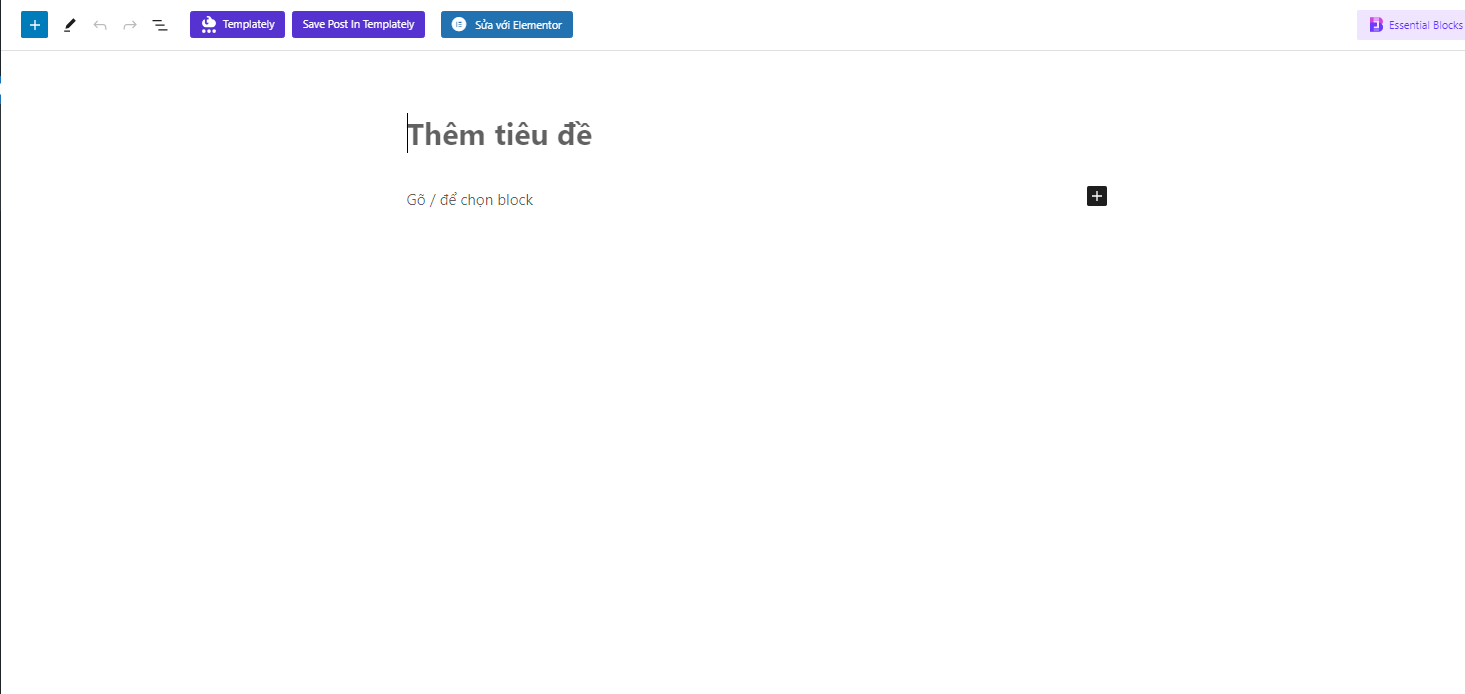 Templately
Save Post In Templately
Sửa với Elementor
Essential Blocks
Thêm tiêu đề
Gõ / để chọn block